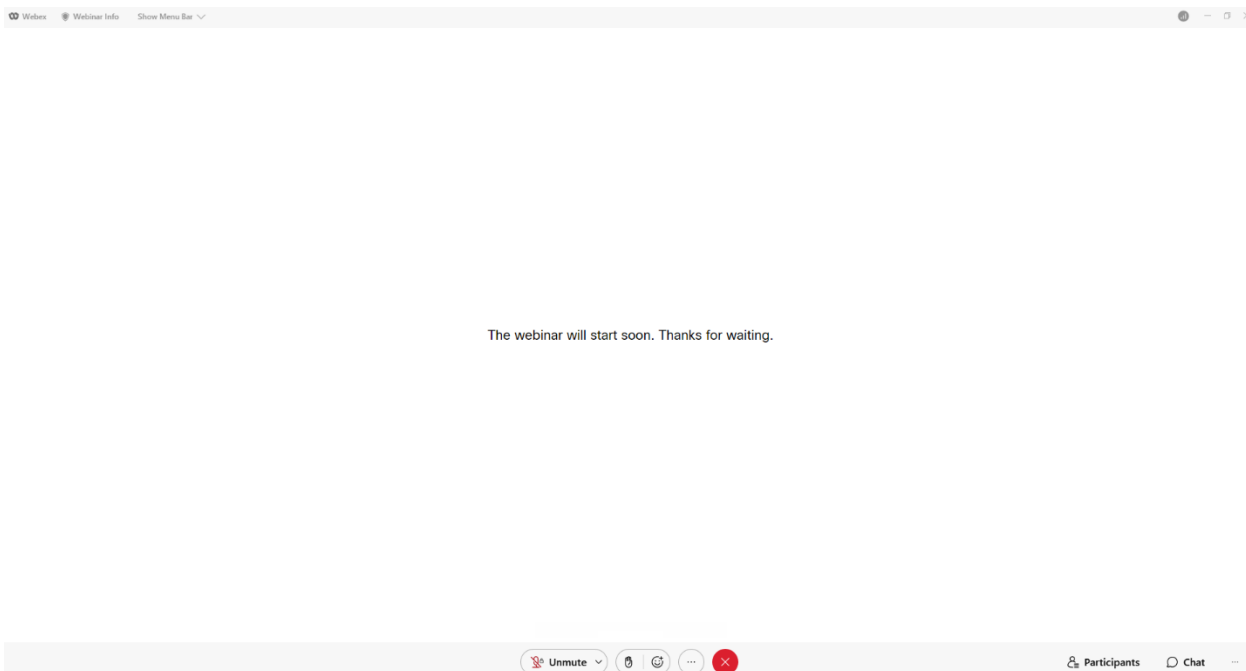 Webex Webinar Info Show Menu Bar
The webinar will start soon. Thanks for waiting.
Unmute Participants Chat